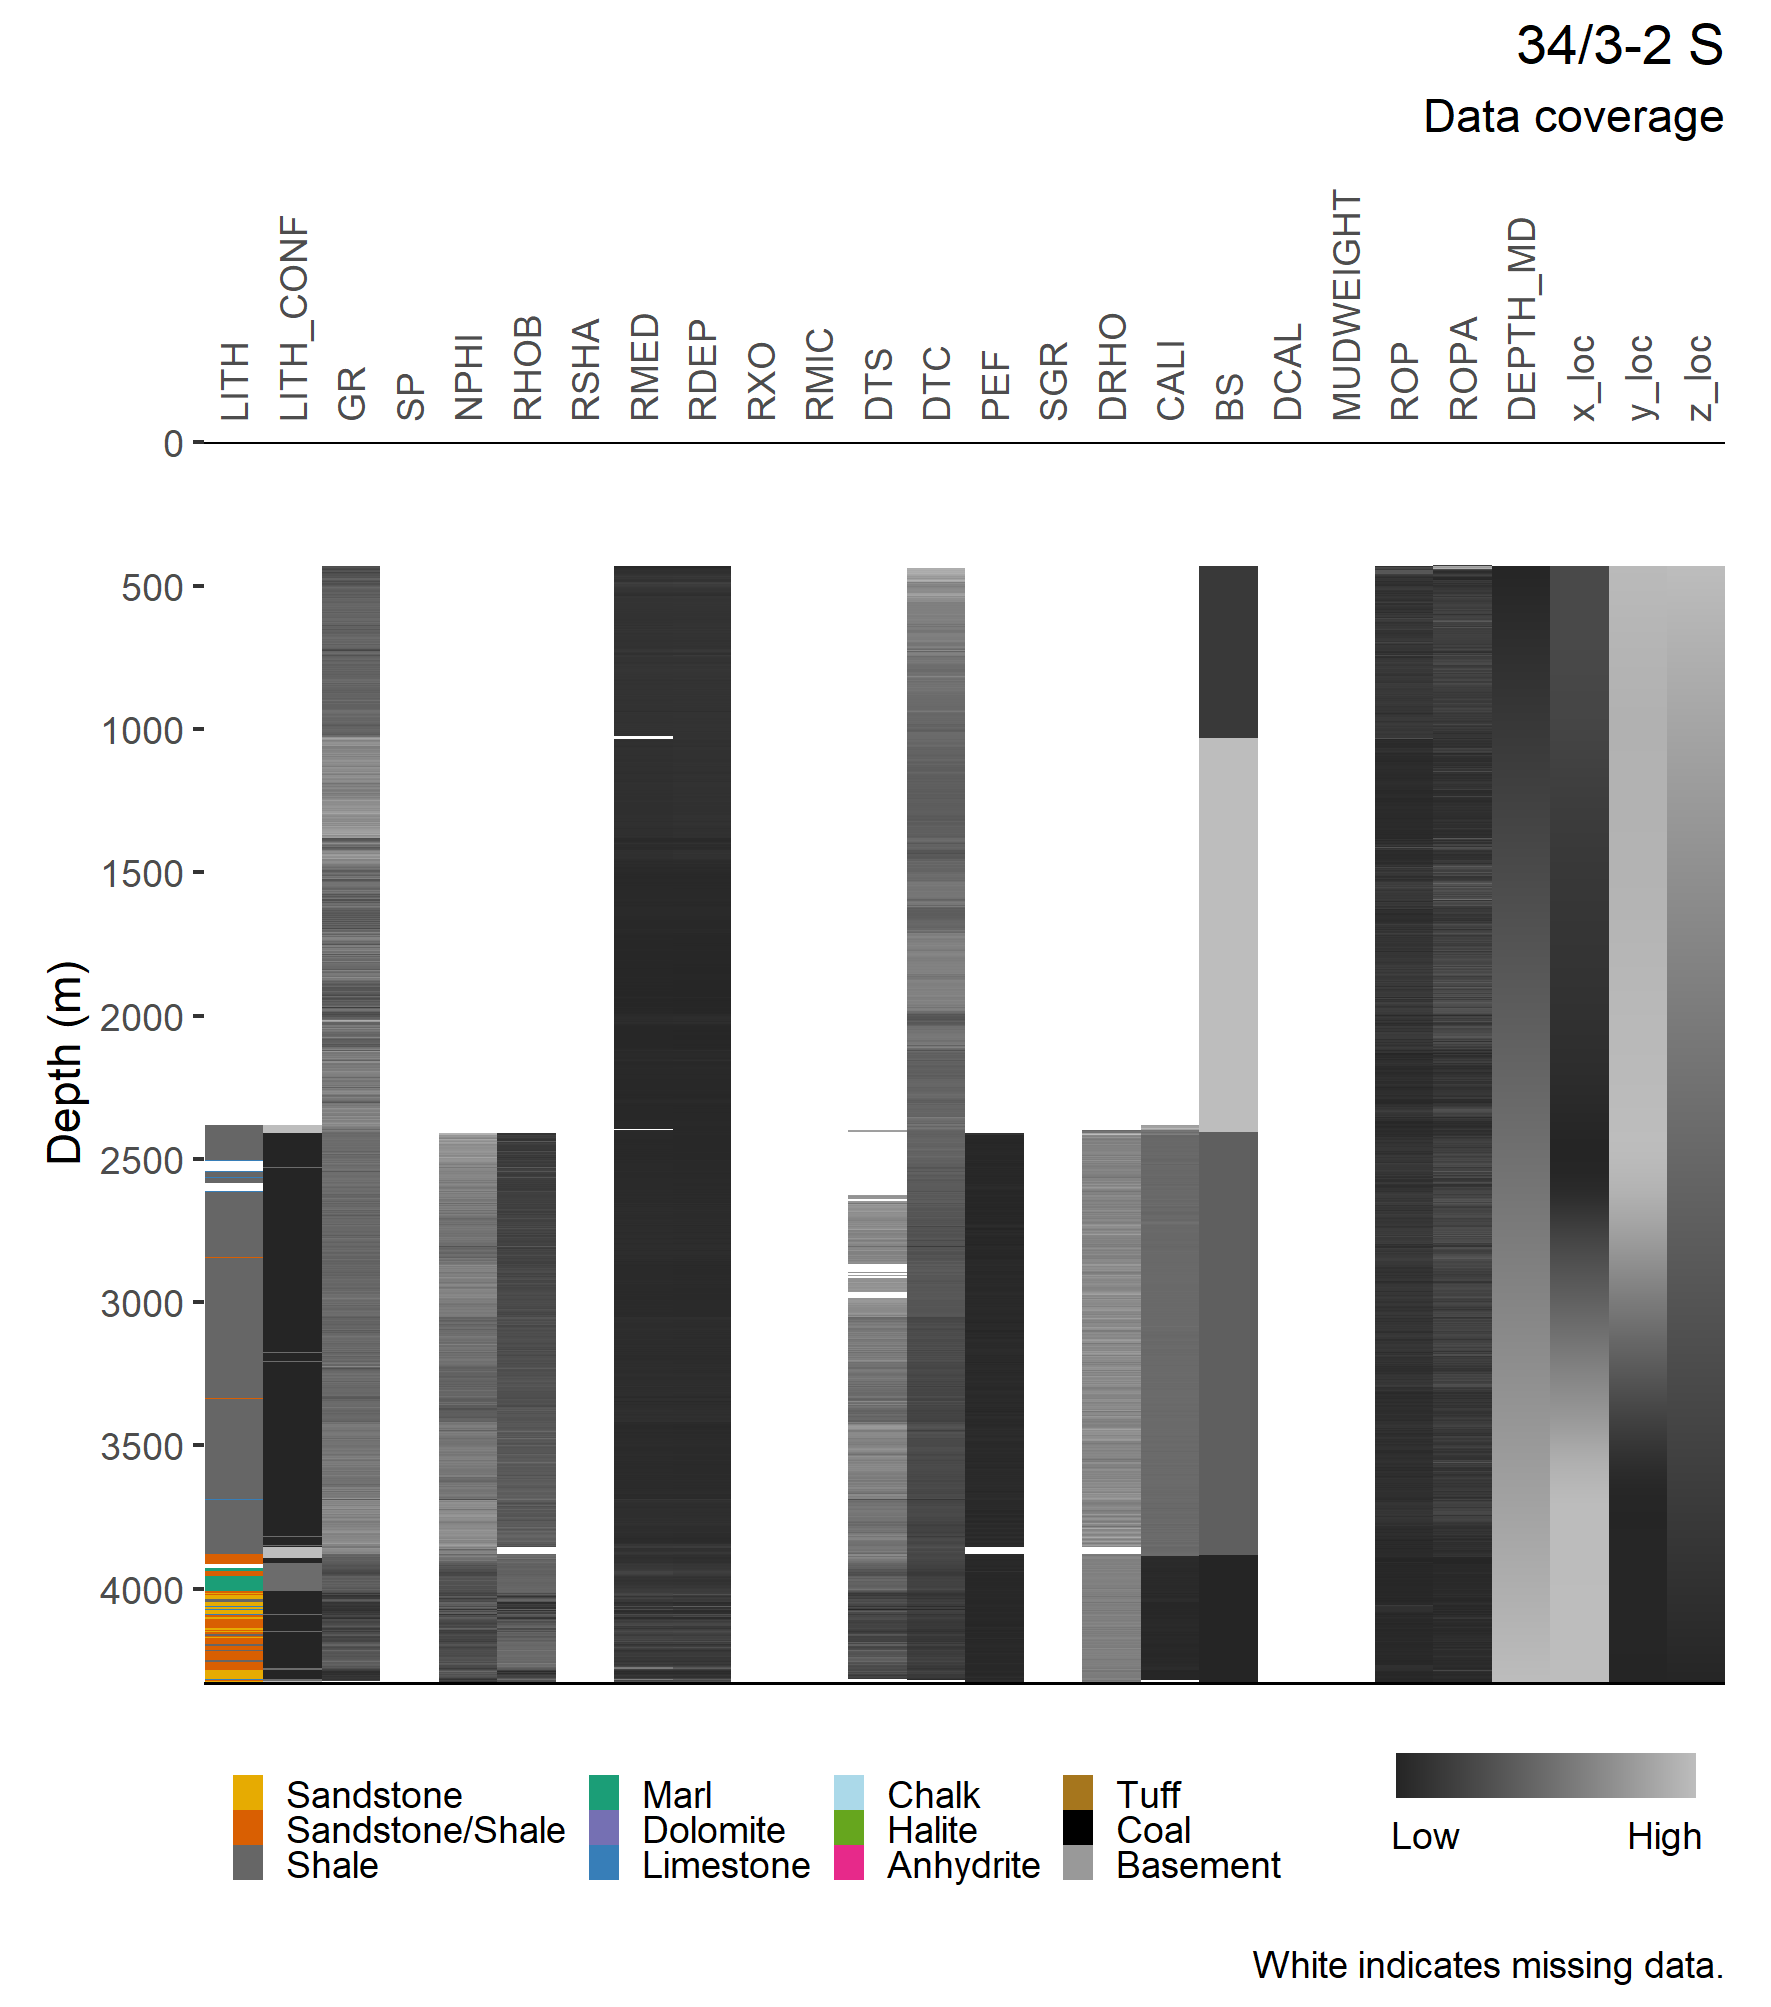 34/3-2 S
Data coverage
LITH
LITH_CONF
GR
SP
NPHI
RHOB
RSHA
RMED
RDEP
RXO
RMIC
DTS
DTC
PEF
SGR
DRHO
CALI
BS
DCAL
MUDWEIGHT
ROP
ROPA
DEPTH_MD
x_loc
y_loc
z_loc
0
500
1000
1500
2000
2500
3000
3500
4000
Depth (m)
Sandstone
Sandstone/Shale
Shale
Marl
Dolomite
Limestone
Chalk
Halite
Anhydrite
Tuff
Coal
Basement
Low
High
White indicates missing data.